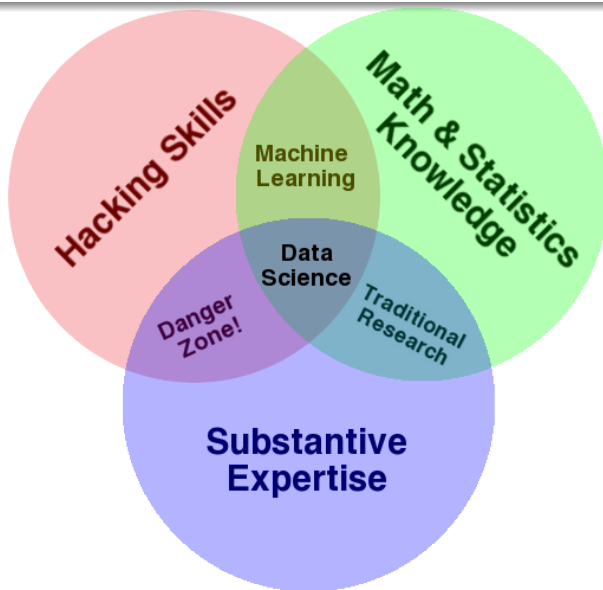 Hacking Skills
Math & Statistics
Knowledge
Machine
Learning
Data
Science
Danger
Zone!
Traditional
Research
Substantive
Expertise